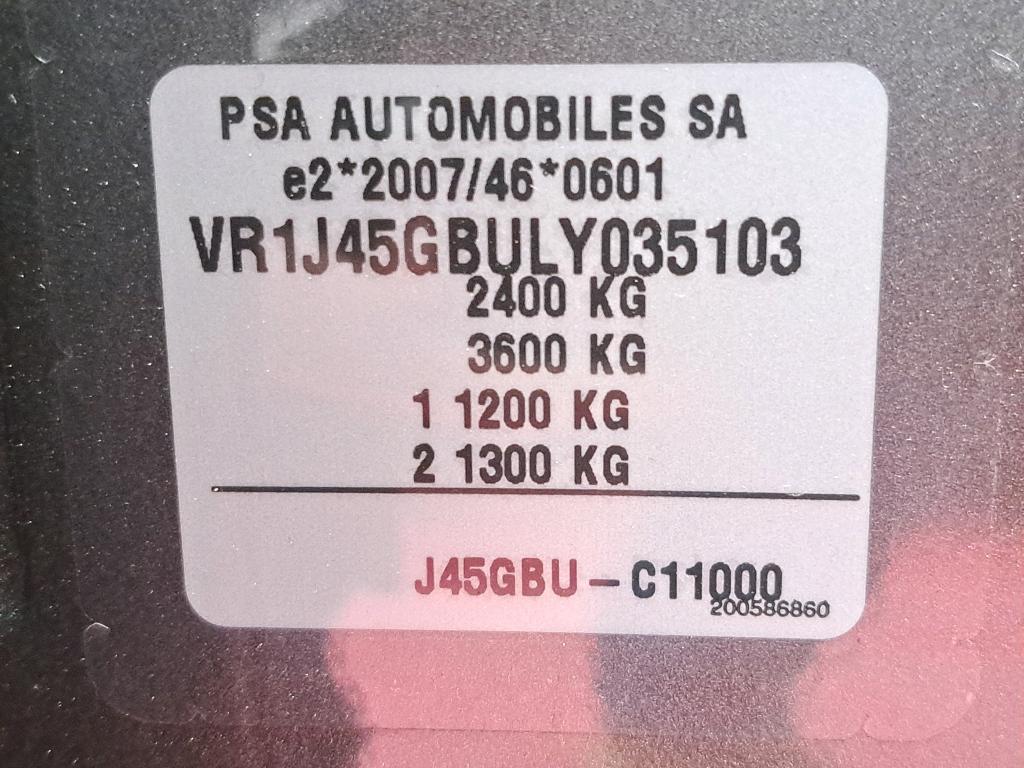 PSA AUTOMOBILES SA
e2*2007/46*0601
VR1J45GBULY035103
2400 KG
3600 KG
1 1200 KG
2 1300 KG
J45GBU – C11000
200586860